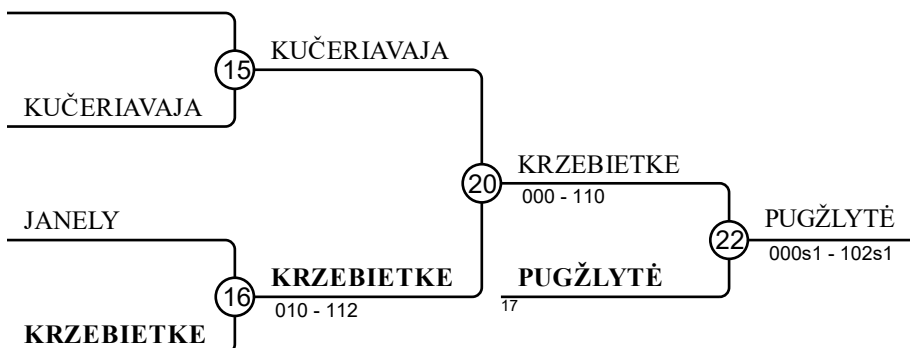 KUČERIAVAJA
15
KUČERIAVAJA
KRZEBIETKE
20
000 - 110
JANELY
PUGŽLYTĖ
22
000s1 - 102s1
KRZEBIETKE
PUGŽLYTĖ
16
010 - 112
17
KRZEBIETKE